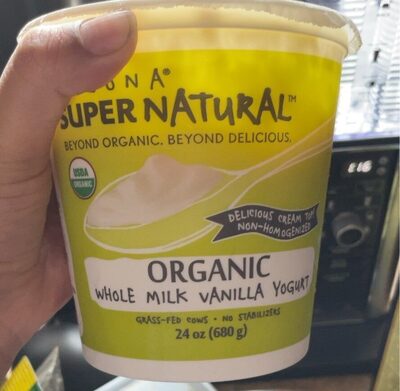 SUPER NATURAL™
BEYOND ORGANIC. BEYOND DELICIOUS.
USDA
ORGANIC
DELICIOUS CREAM TOP
NON-HOMOGENIZED
ORGANIC
WHOLE MILK VANILLA YOGURT
GRASS-FED COWS • NO STABILIZERS
24 oz (680 g)